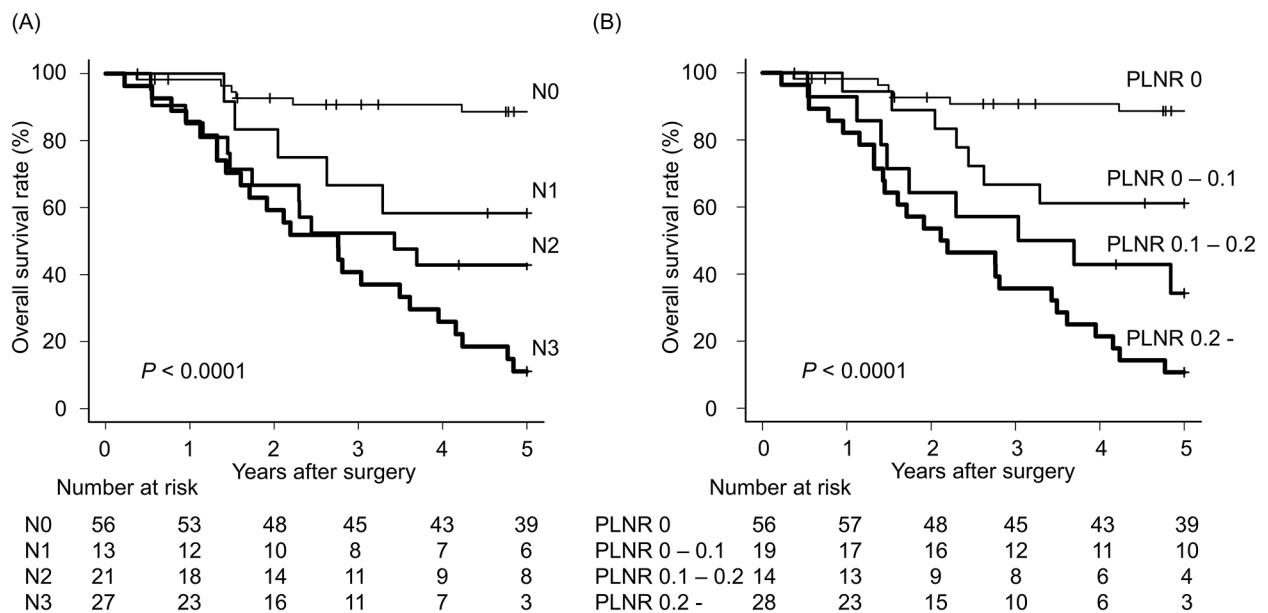 (A)
Overall survival rate (%)
100
80
60
40
20
0
N0
N1
N2
N3
P < 0.0001
0 1 2 3 4 5
Years after surgery
Number at risk
N0 56 53 48 45 43 39
N1 13 12 10 8 7 6
N2 21 18 14 11 9 8
N3 27 23 16 11 7 3
(B)
Overall survival rate (%)
100
80
60
40
20
0
PLNR 0
PLNR 0 – 0.1
PLNR 0.1 – 0.2
PLNR 0.2 -
P < 0.0001
0 1 2 3 4 5
Years after surgery
Number at risk
PLNR 0 56 57 48 45 43 39
PLNR 0 – 0.1 19 17 16 12 11 10
PLNR 0.1 – 0.2 14 13 9 8 6 4
PLNR 0.2 - 28 23 15 10 6 3